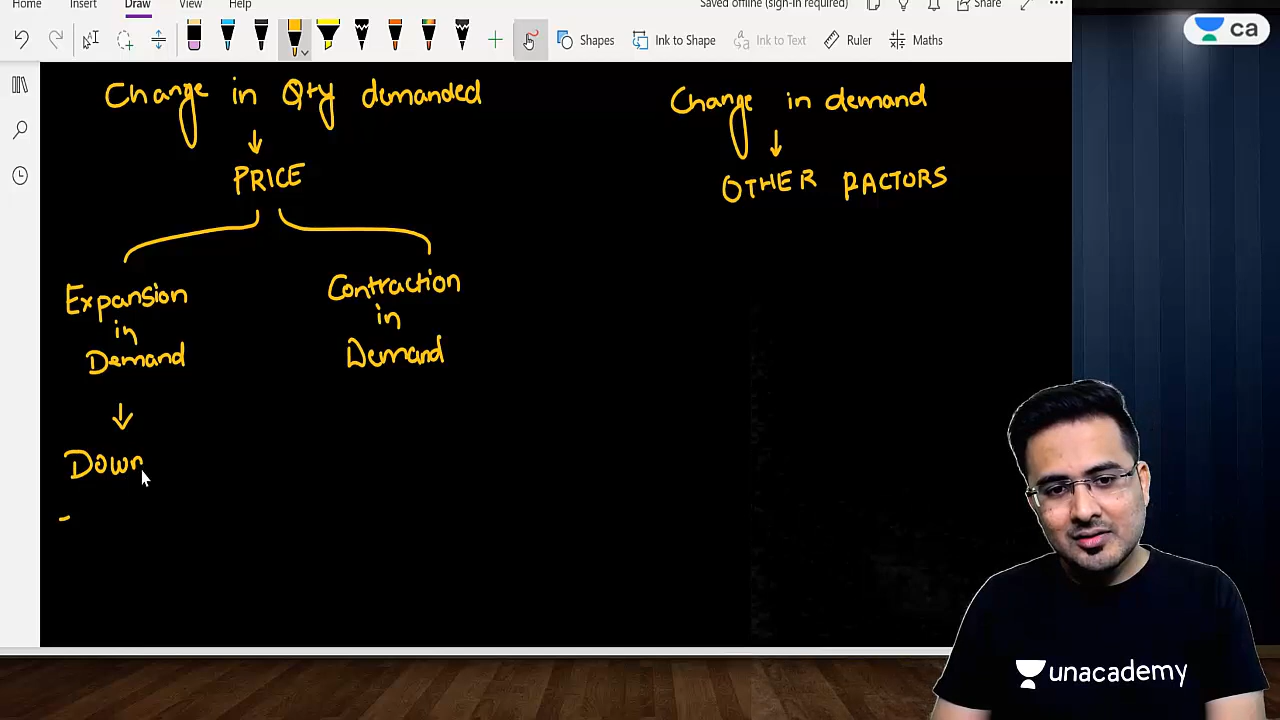 Home Insert Draw View Help Saved offline (sign-in required) Share
Shapes Ink to Shape Ink to Text Ruler Maths
ca
Change in Qty demanded
PRICE
Expansion
in
Demand
Down
Contraction
in
Demand
Change in demand
OTHER FACTORS
unacademy